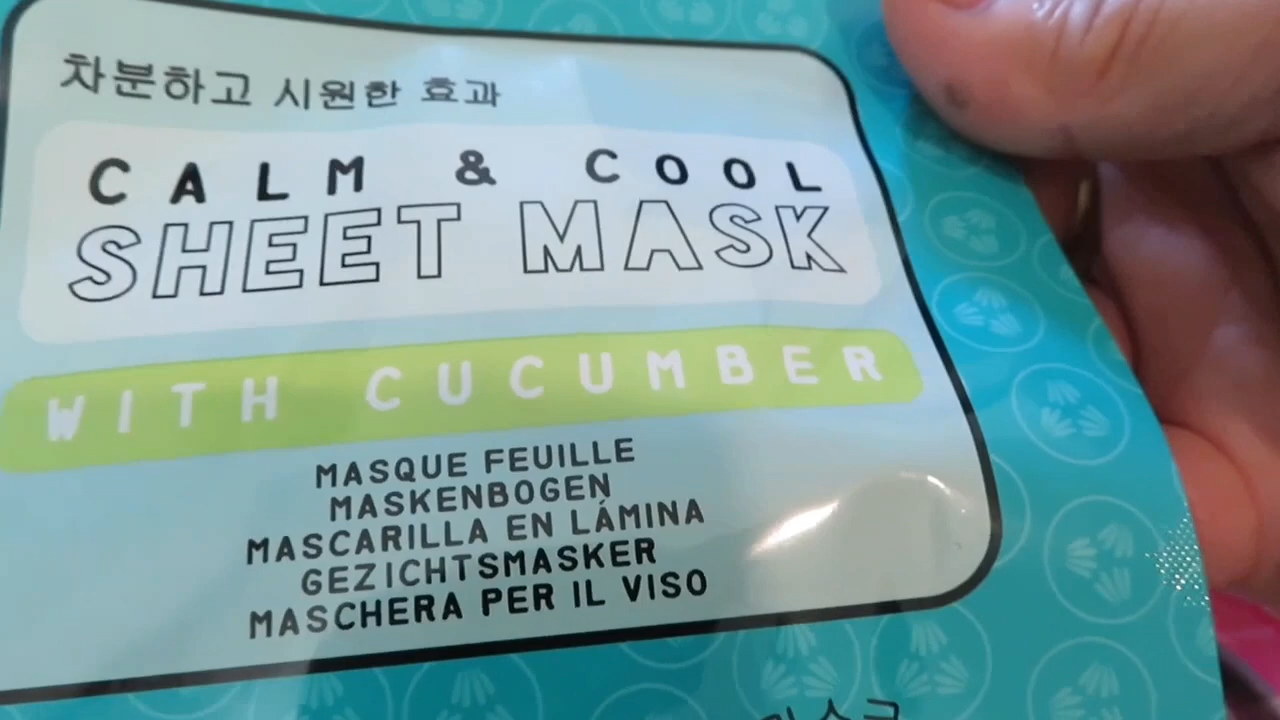 차분하고 시원한 효과
CALM & COOL
SHEET MASK
WITH CUCUMBER
MASQUE FEUILLE
MASKENBOGEN
MASCARILLA EN LÁMINA
GEZICHTSMASKER
MASCHERA PER IL VISO